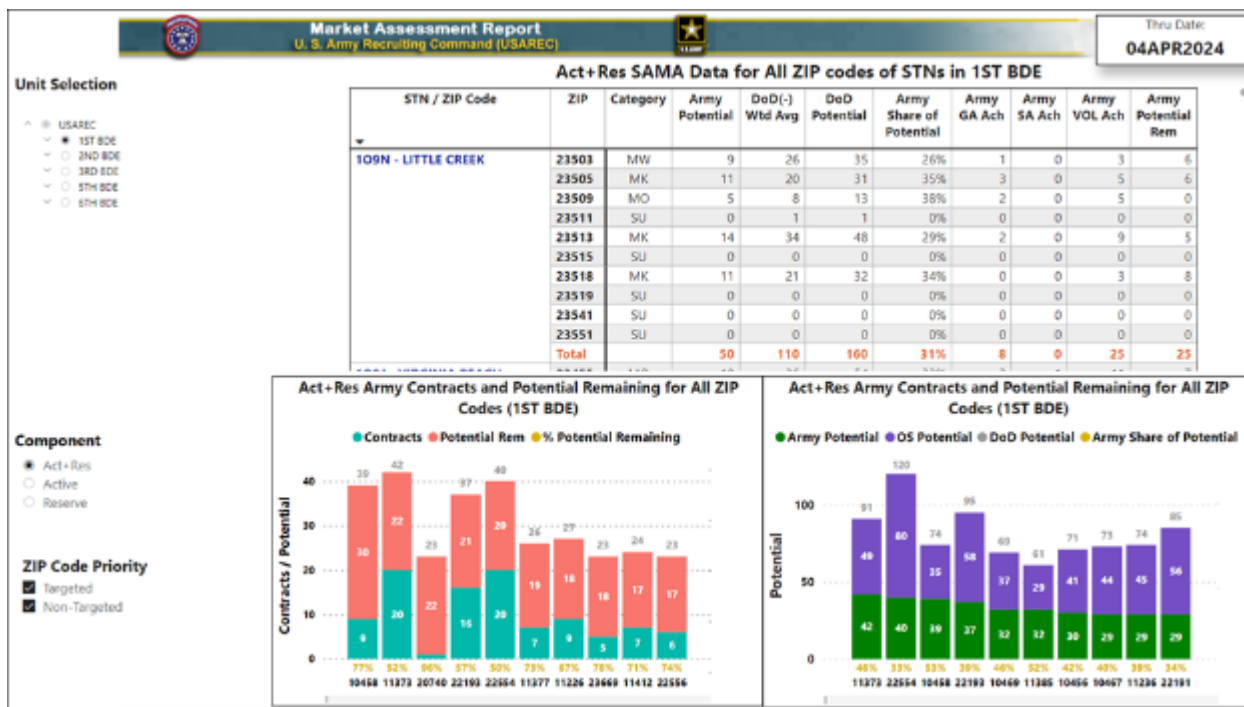 Market Assessment Report
U. S. Army Recruiting Command (USAREC)
Thru Date:
04APR2024
Unit Selection
USAREC
1ST BDE
2ND BDE
3RD BDE
5TH BDE
6TH BDE
Act+Res SAMA Data for All ZIP codes of STNs in 1ST BDE
STN / ZIP Code ZIP Category Army Potential DoD(-) Wtd Avg DoD Potential Army Share of Potential Army GA Ach Army SA Ach Army VOL Ach Army Potential Rem
1O9N - LITTLE CREEK 23503 MW 9 26 35 26% 1 0 3 6
23505 MK 11 20 31 35% 3 0 5 6
23509 MO 5 8 13 38% 2 0 5 0
23511 SU 0 1 1 0% 0 0 0 0
23513 MK 14 34 48 29% 2 0 9 5
23515 SU 0 0 0 0% 0 0 0 0
23518 MK 11 21 32 34% 0 0 3 8
23519 SU 0 0 0 0% 0 0 0 0
23541 SU 0 0 0 0% 0 0 0 0
23551 SU 0 0 0 0% 0 0 0 0
Total 50 110 160 31% 8 0 25 25
Component
Act+Res
Active
Reserve
ZIP Code Priority
Targeted
Non-Targeted
Act+Res Army Contracts and Potential Remaining for All ZIP
Codes (1ST BDE)
Contracts Potential Rem % Potential Remaining
Contracts / Potential
40
30
20
10
0
39 42 23 37 40 26 27 23 24 23
30 22 22 21 20 19 18 18 17 17
9 20 16 20 7 9 5 7 6
77% 52% 96% 57% 50% 73% 67% 78% 71% 74%
10458 11373 20740 22193 22554 11377 11226 23669 11412 22556
Act+Res Army Contracts and Potential Remaining for All ZIP
Codes (1ST BDE)
Army Potential OS Potential DoD Potential Army Share of Potential
Potential
100
50
0
91 120 74 95 69 61 71 73 74 85
49 80 35 58 37 29 41 44 45 56
42 40 39 37 32 32 30 29 29 29
46% 33% 53% 39% 46% 52% 42% 40% 39% 34%
11373 22554 10458 22193 10469 11385 10456 10467 11236 22191